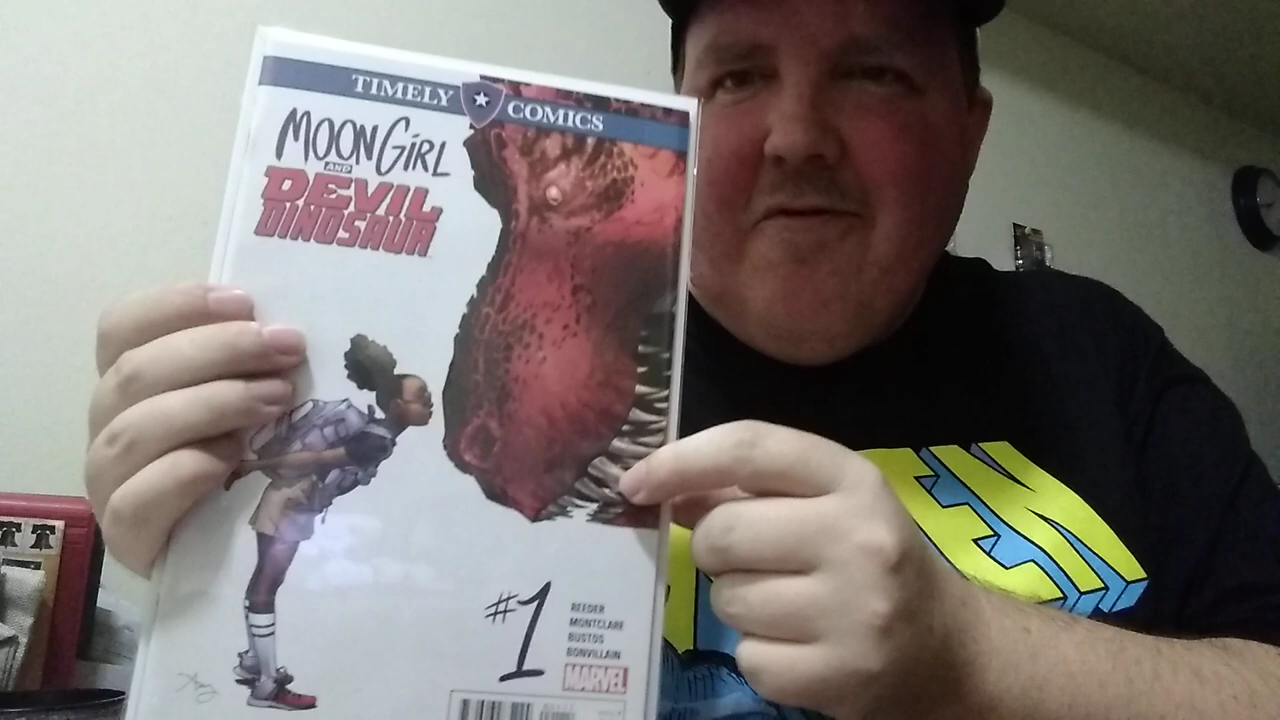 TIMELY COMICS
MOON GIRL
AND
DEVIL
DINOSAUR
#1
REEDER
MONTCLARE
BUSTOS
BONVILLAIN
MARVEL